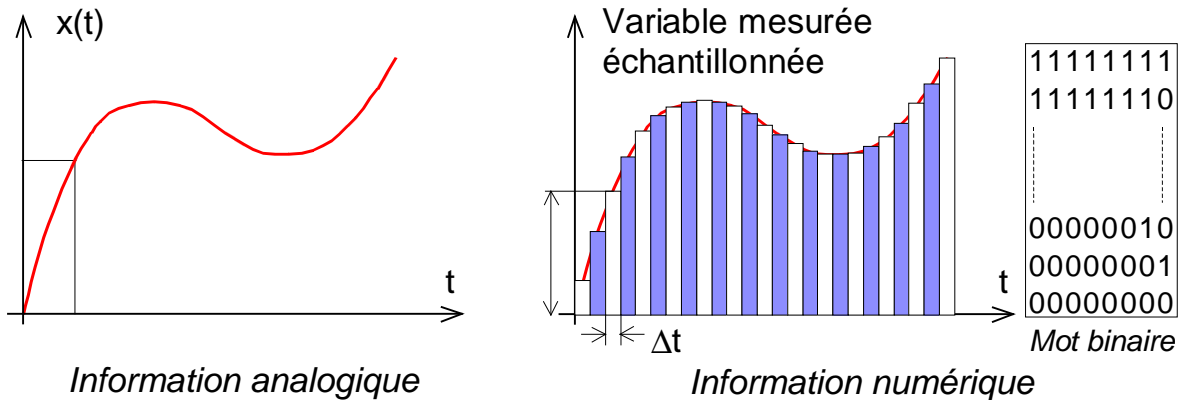 x(t)
t
Information analogique
Variable mesurée
échantillonnée
t
Δt
Information numérique
11111111
11111110
00000010
00000001
00000000
Mot binaire